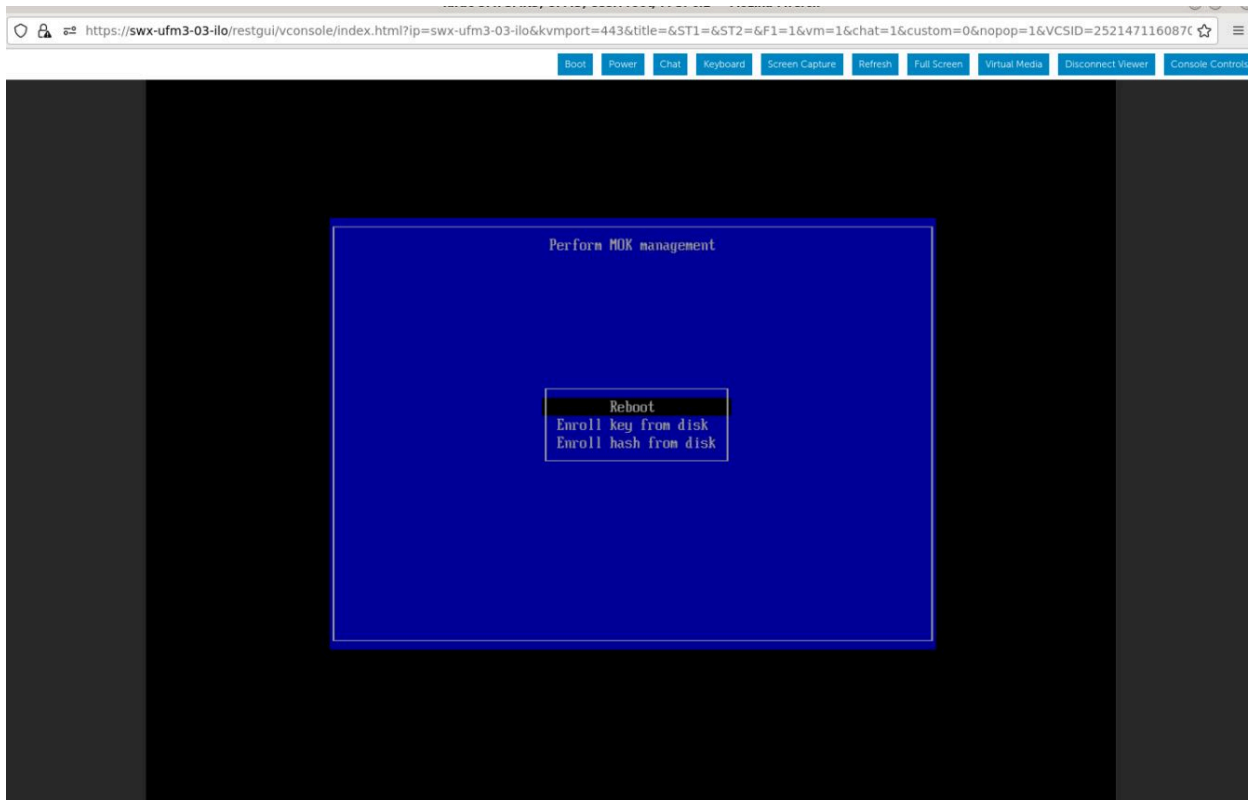 https://swx-ufm3-03-ilo/restgui/vconsole/index.html?ip=swx-ufm3-03-ilo&kvmport=443&title=&ST1=&ST2=&F1=1&vm=1&chat=1&custom=0&nopop=1&VCSID=252147116087
Boot Power Chat Keyboard Screen Capture Refresh Full Screen Virtual Media Disconnect Viewer Console Controls
Perform MOK management
Reboot
Enroll key from disk
Enroll hash from disk